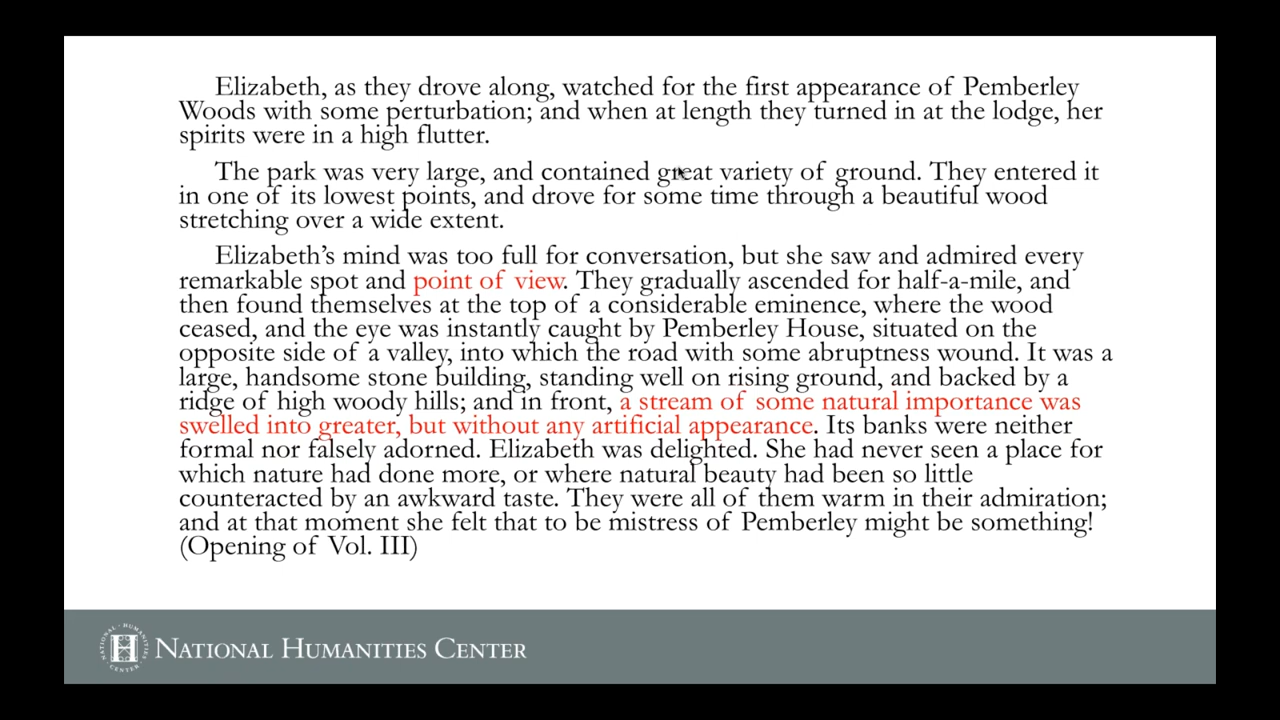 Elizabeth, as they drove along, watched for the first appearance of Pemberley
Woods with some perturbation; and when at length they turned in at the lodge, her
spirits were in a high flutter.
The park was very large, and contained great variety of ground. They entered it
in one of its lowest points, and drove for some time through a beautiful wood
stretching over a wide extent.
Elizabeth’s mind was too full for conversation, but she saw and admired every
remarkable spot and point of view. They gradually ascended for half-a-mile, and
then found themselves at the top of a considerable eminence, where the wood
ceased, and the eye was instantly caught by Pemberley House, situated on the
opposite side of a valley, into which the road with some abruptness wound. It was a
large, handsome stone building, standing well on rising ground, and backed by a
ridge of high woody hills; and in front, a stream of some natural importance was
swelled into greater, but without any artificial appearance. Its banks were neither
formal nor falsely adorned. Elizabeth was delighted. She had never seen a place for
which nature had done more, or where natural beauty had been so little
counteracted by an awkward taste. They were all of them warm in their admiration;
and at that moment she felt that to be mistress of Pemberley might be something!
(Opening of Vol. III)
NATIONAL HUMANITIES CENTER
NATIONAL HUMANITIES CENTER